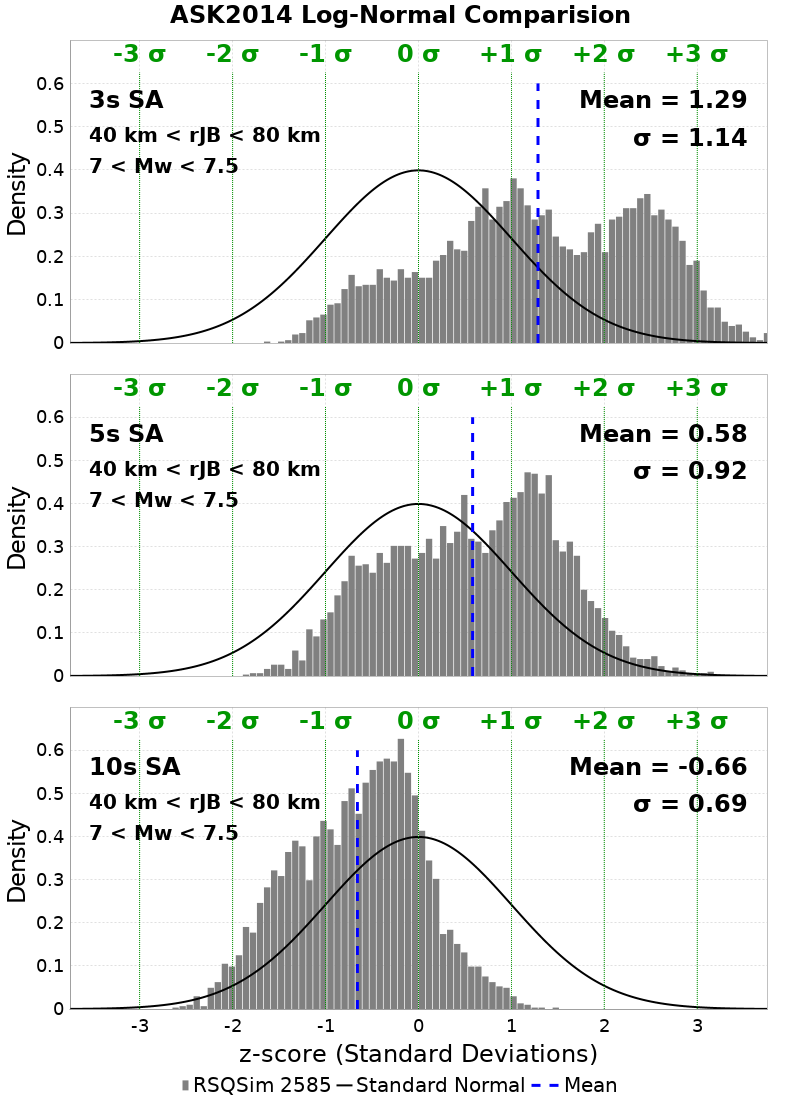 ASK2014 Log-Normal Comparision
-3 σ -2 σ -1 σ 0 σ +1 σ +2 σ +3 σ
0.6
3s SA Mean = 1.29
0.5
40 km < rJB < 80 km σ = 1.14
7 < Mw < 7.5
0.4
0.3
0.2
0.1
0
Density
-3 σ -2 σ -1 σ 0 σ +1 σ +2 σ +3 σ
0.6
5s SA Mean = 0.58
0.5
40 km < rJB < 80 km σ = 0.92
7 < Mw < 7.5
0.4
0.3
0.2
0.1
0
Density
-3 σ -2 σ -1 σ 0 σ +1 σ +2 σ +3 σ
0.6
10s SA Mean = -0.66
0.5
40 km < rJB < 80 km σ = 0.69
7 < Mw < 7.5
0.4
0.3
0.2
0.1
0
Density
-3 -2 -1 0 1 2 3
z-score (Standard Deviations)
RSQSim 2585 Standard Normal Mean